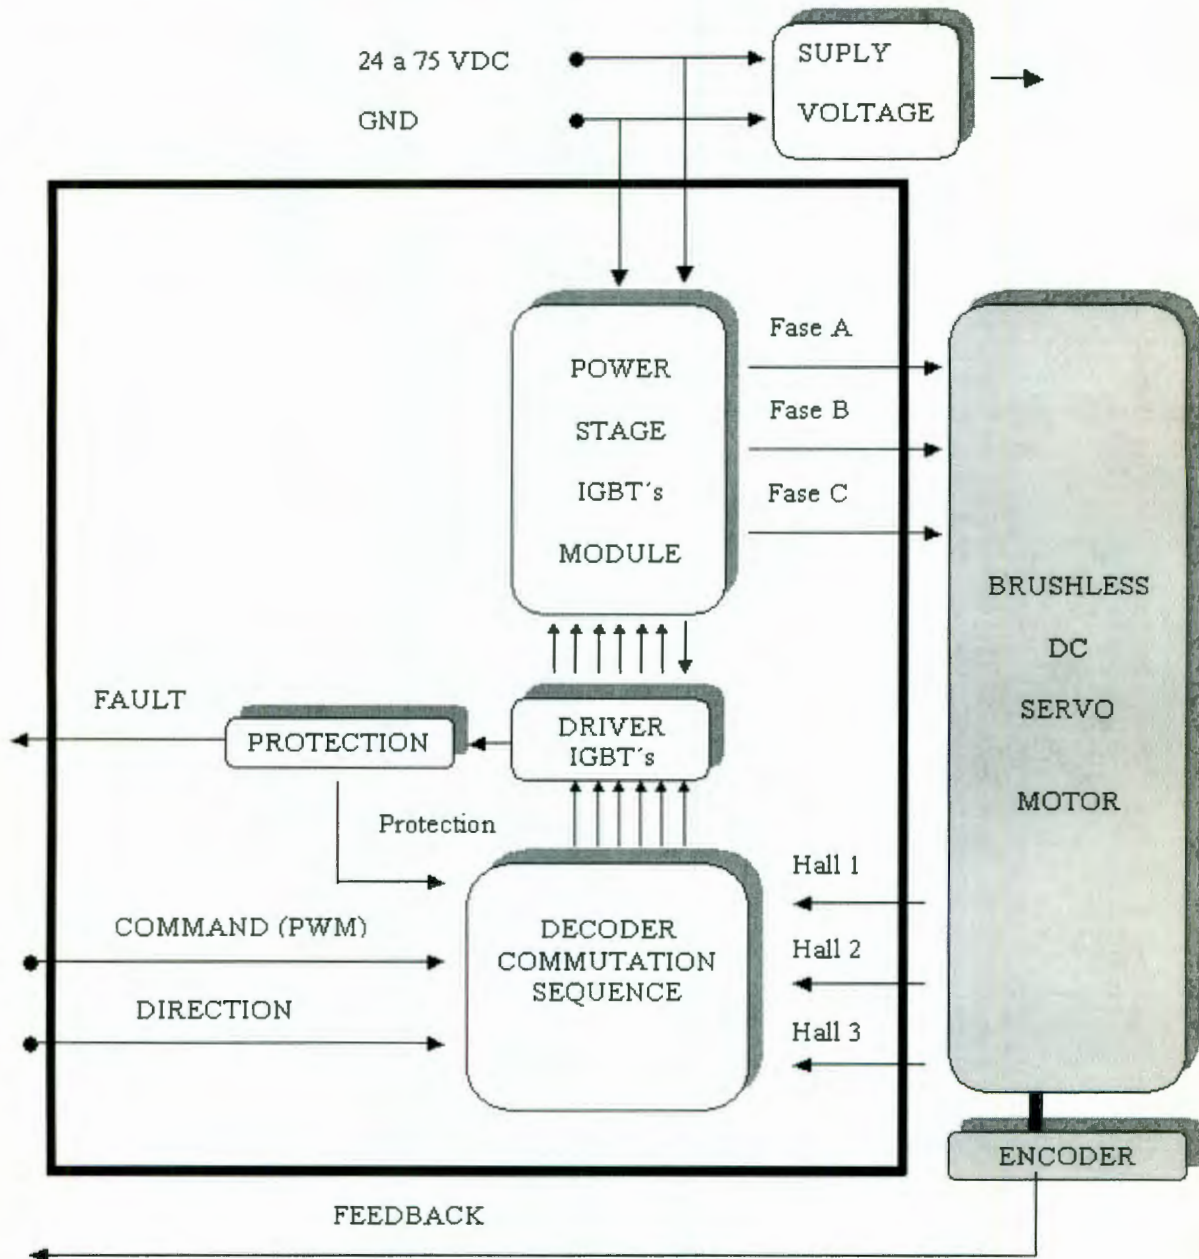 24 a 75 VDC
GND
SUPLY
VOLTAGE
POWER
STAGE
IGBT´s
MODULE
Fase A
Fase B
Fase C
BRUSHLESS
DC
SERVO
MOTOR
FAULT
PROTECTION
DRIVER
IGBT´s
Protection
COMMAND (PWM)
DIRECTION
DECODER
COMMUTATION
SEQUENCE
Hall 1
Hall 2
Hall 3
ENCODER
FEEDBACK